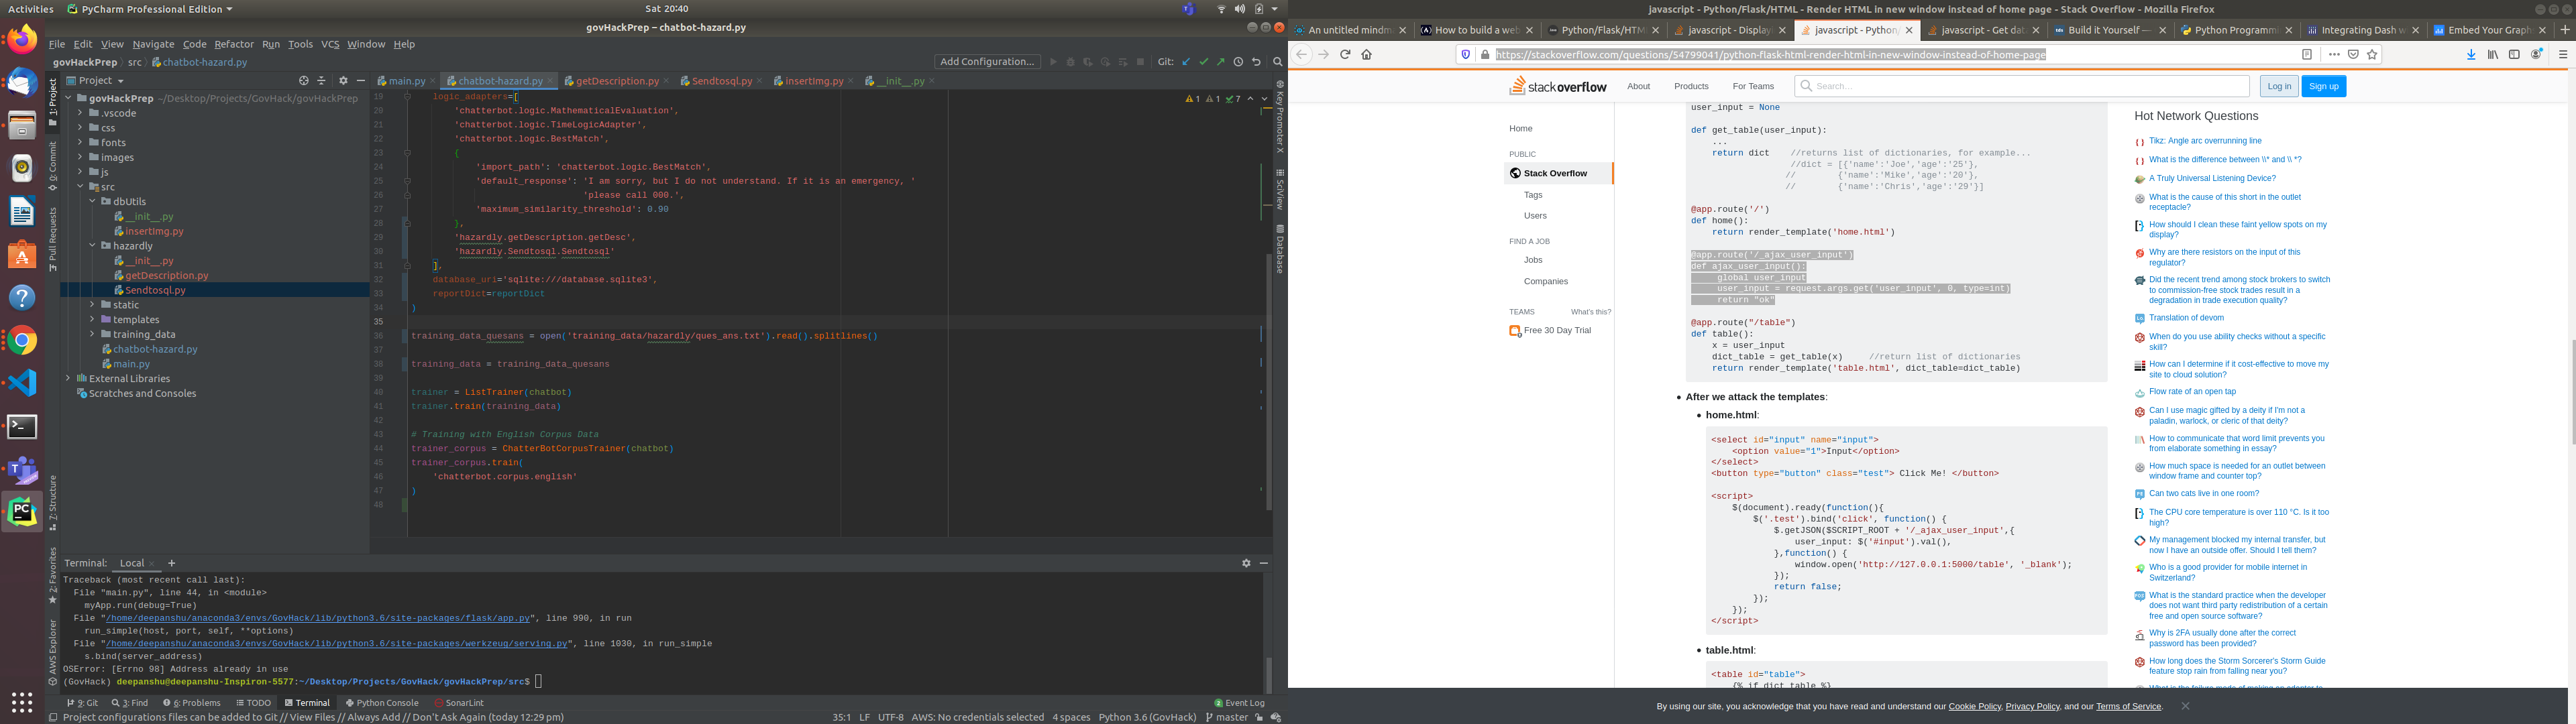 Activities
PyCharm Professional Edition
Sat 20:40
govHackPrep – chatbot-hazard.py
File Edit View Navigate Code Refactor Run Tools VCS Window Help
govHackPrep › src › chatbot-hazard.py
Add Configuration...
Git:
Project
main.py
chatbot-hazard.py
getDescription.py
Sendtosql.py
insertImg.py
__init__.py
1: Project
0: Commit
Pull Requests
7: Structure
2: Favorites
AWS Explorer
govHackPrep ~/Desktop/Projects/GovHack/govHackPrep
.vscode
css
fonts
images
js
src
dbUtils
__init__.py
insertImg.py
hazardly
__init__.py
getDescription.py
Sendtosql.py
static
templates
training_data
chatbot-hazard.py
main.py
External Libraries
Scratches and Consoles
1 1 7
19 logic_adapters=[
20 'chatterbot.logic.MathematicalEvaluation',
21 'chatterbot.logic.TimeLogicAdapter',
22 'chatterbot.logic.BestMatch',
23 {
24 'import_path': 'chatterbot.logic.BestMatch',
25 'default_response': 'I am sorry, but I do not understand. If it is an emergency, '
26 'please call 000.',
27 'maximum_similarity_threshold': 0.90
28 },
29 'hazardly.getDescription.getDesc',
30 'hazardly.Sendtosql.Sendtosql'
31 ],
32 database_uri='sqlite:///database.sqlite3',
33 reportDict=reportDict
34 )
35
36 training_data_quesans = open('training_data/hazardly/ques_ans.txt').read().splitlines()
37
38 training_data = training_data_quesans
39
40 trainer = ListTrainer(chatbot)
41 trainer.train(training_data)
42
43 # Training with English Corpus Data
44 trainer_corpus = ChatterBotCorpusTrainer(chatbot)
45 trainer_corpus.train(
46 'chatterbot.corpus.english'
47 )
48
Key Promoter X
SciView
Database
Terminal: Local × +
Traceback (most recent call last):
File "main.py", line 44, in <module>
myApp.run(debug=True)
File "/home/deepanshu/anaconda3/envs/GovHack/lib/python3.6/site-packages/flask/app.py", line 990, in run
run_simple(host, port, self, **options)
File "/home/deepanshu/anaconda3/envs/GovHack/lib/python3.6/site-packages/werkzeug/serving.py", line 1030, in run_simple
s.bind(server_address)
OSError: [Errno 98] Address already in use
(GovHack) deepanshu@deepanshu-Inspiron-5577:~/Desktop/Projects/GovHack/govHackPrep/src$
9: Git 3: Find 6: Problems TODO Terminal Python Console SonarLint
2 Event Log
Project configurations files can be added to Git // View Files // Always Add // Don't Ask Again (today 12:29 pm)
35:1 LF UTF-8 AWS: No credentials selected 4 spaces Python 3.6 (GovHack) master
javascript - Python/Flask/HTML - Render HTML in new window instead of home page - Stack Overflow - Mozilla Firefox
An untitled mindm
How to build a web
Python/Flask/HTM
javascript - Display
javascript - Python/
javascript - Get data
Build it Yourself —
Python Programmi
Integrating Dash w
Embed Your Graph
https://stackoverflow.com/questions/54799041/python-flask-html-render-html-in-new-window-instead-of-home-page
stackoverflow
About Products For Teams
Search…
Log in
Sign up
Home
PUBLIC
Stack Overflow
Tags
Users
FIND A JOB
Jobs
Companies
TEAMS What's this?
Free 30 Day Trial
user_input = None
def get_table(user_input):
...
return dict //returns list of dictionaries, for example...
//dict = [{'name':'Joe','age':'25'},
// {'name':'Mike','age':'20'},
// {'name':'Chris','age':'29'}]
@app.route('/')
def home():
return render_template('home.html')
@app.route('/_ajax_user_input')
def ajax_user_input():
global user_input
user_input = request.args.get('user_input', 0, type=int)
return "ok"
@app.route("/table")
def table():
x = user_input
dict_table = get_table(x) //return list of dictionaries
return render_template('table.html', dict_table=dict_table)
After we attack the templates:
home.html:
<select id="input" name="input">
<option value="1">Input</option>
</select>
<button type="button" class="test"> Click Me! </button>
<script>
$(document).ready(function(){
$('.test').bind('click', function() {
$.getJSON($SCRIPT_ROOT + '/_ajax_user_input',{
user_input: $('#input').val(),
},function() {
window.open('http://127.0.0.1:5000/table', '_blank');
});
return false;
});
});
</script>
table.html:
<table id="table">
{% if dict_table %}
Hot Network Questions
Tikz: Angle arc overrunning line
What is the difference between \\* and \\ *?
A Truly Universal Listening Device?
What is the cause of this short in the outlet
receptacle?
How should I clean these faint yellow spots on my
display?
Why are there resistors on the input of this
regulator?
Did the recent trend among stock brokers to switch
to commission-free stock trades result in a
degradation in trade execution quality?
Translation of devom
When do you use ability checks without a specific
skill?
How can I determine if it cost-effective to move my
site to cloud solution?
Flow rate of an open tap
Can I use magic gifted by a deity if I'm not a
paladin, warlock, or cleric of that deity?
How to communicate that word limit prevents you
from elaborate something in essay?
How much space is needed for an outlet between
window frame and counter top?
Can two cats live in one room?
The CPU core temperature is over 110 °C. Is it too
high?
My management blocked my internal transfer, but
now I have an outside offer. Should I tell them?
Who is a good provider for mobile internet in
Switzerland?
What is the standard practice when the developer
does not want third party redistribution of a certain
free and open source software?
Why is 2FA usually done after the correct
password has been provided?
How long does the Storm Sorcerer's Storm Guide
feature stop rain from falling near you?
By using our site, you acknowledge that you have read and understand our Cookie Policy, Privacy Policy, and our Terms of Service.